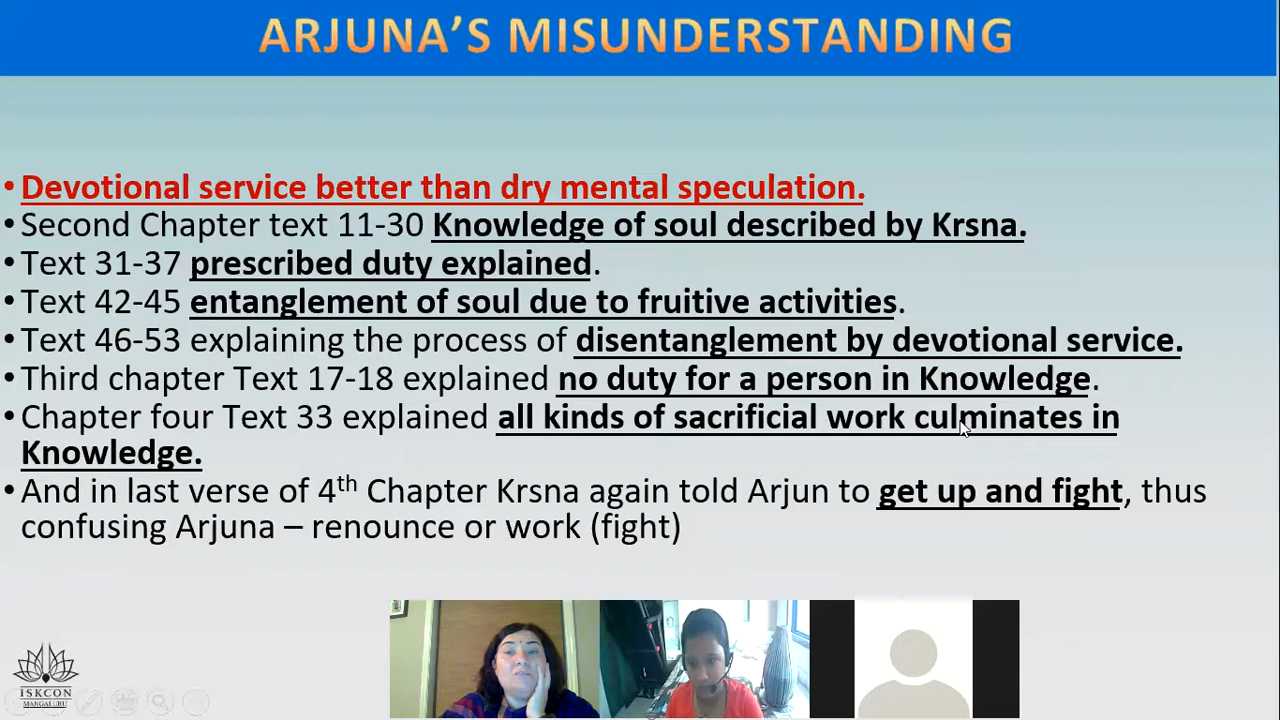 ARJUNA'S MISUNDERSTANDING
• Devotional service better than dry mental speculation.
• Second Chapter text 11-30 Knowledge of soul described by Krsna.
• Text 31-37 prescribed duty explained.
• Text 42-45 entanglement of soul due to fruitive activities.
• Text 46-53 explaining the process of disentanglement by devotional service.
• Third chapter Text 17-18 explained no duty for a person in Knowledge.
• Chapter four Text 33 explained all kinds of sacrificial work culminates in
Knowledge.
• And in last verse of 4th Chapter Krsna again told Arjun to get up and fight, thus
confusing Arjuna – renounce or work (fight)
ISKCON
MANGALURU